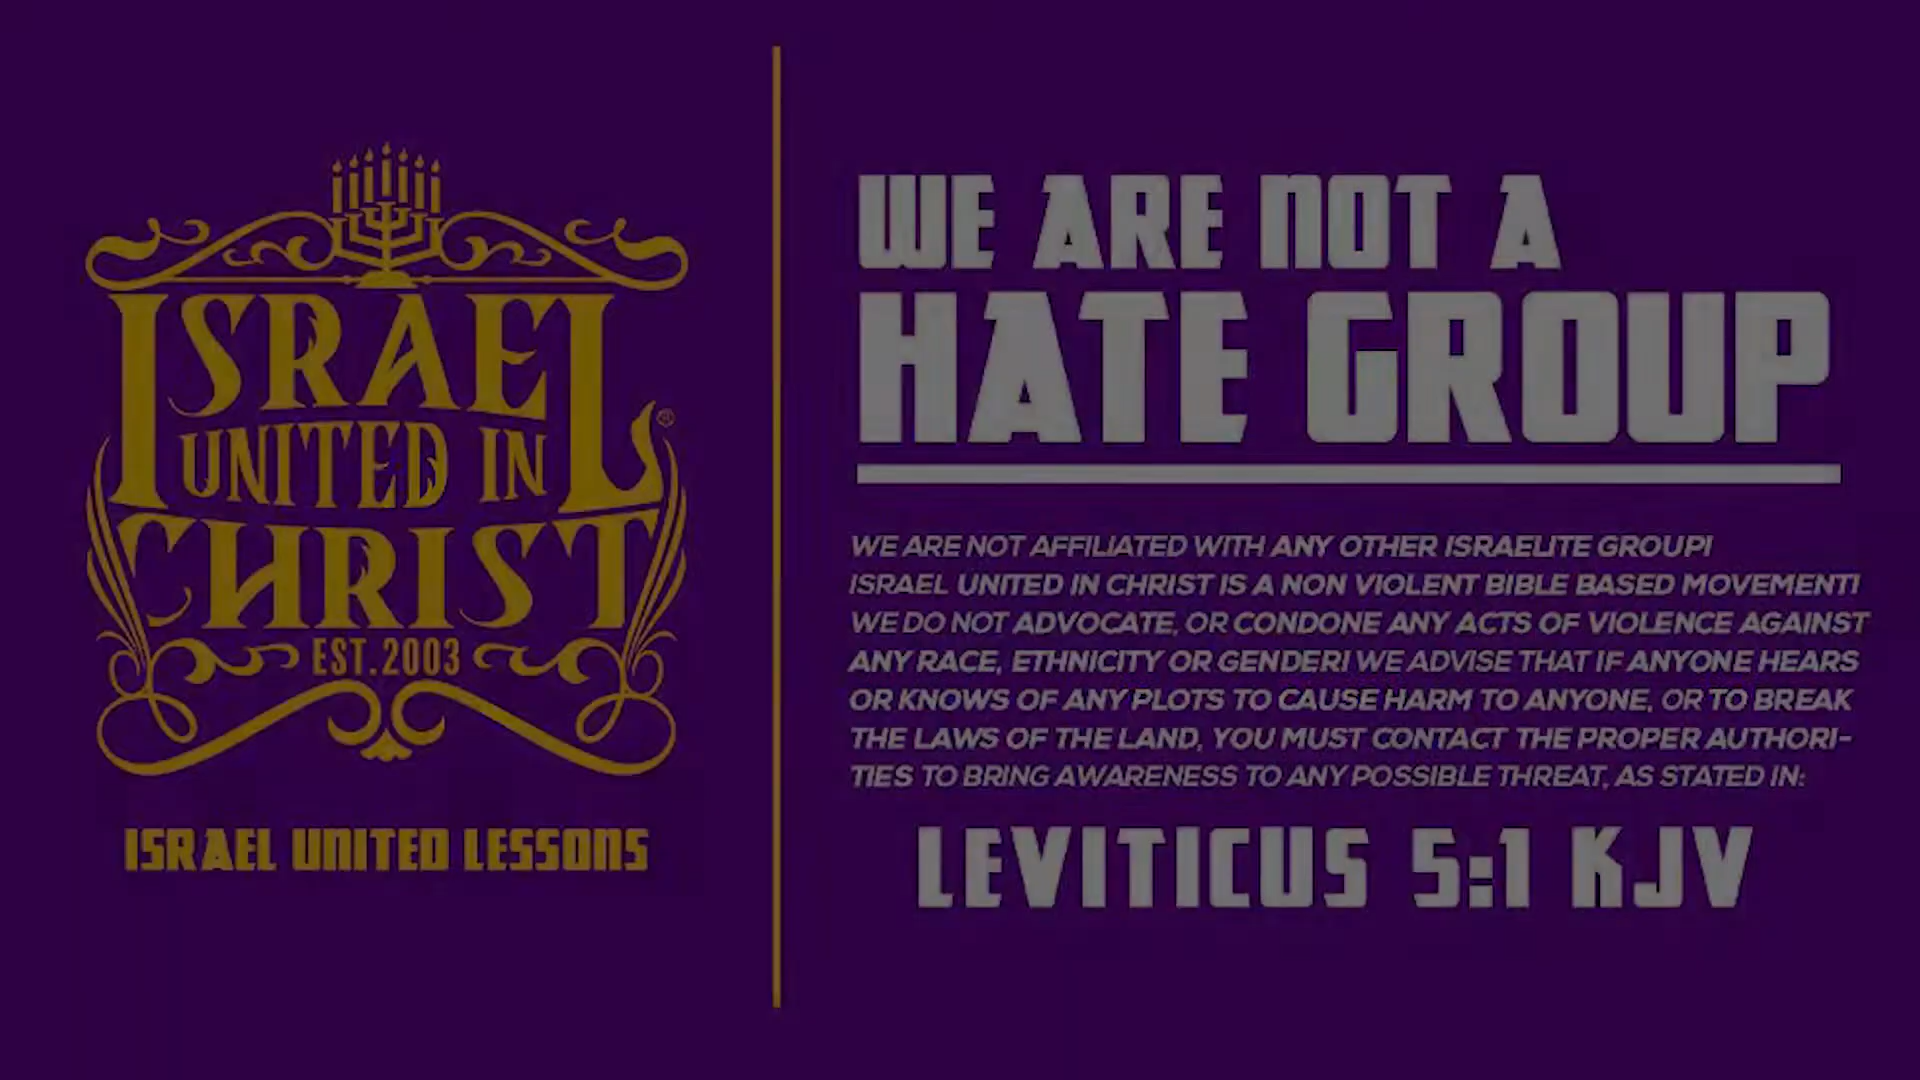 ISRAEL
UNITED IN
CHRIST
®
EST. 2003
ISRAEL UNITED LESSONS
WE ARE NOT A
HATE GROUP
WE ARE NOT AFFILIATED WITH ANY OTHER ISRAELITE GROUP!
ISRAEL UNITED IN CHRIST IS A NON VIOLENT BIBLE BASED MOVEMENT!
WE DO NOT ADVOCATE, OR CONDONE ANY ACTS OF VIOLENCE AGAINST
ANY RACE, ETHNICITY OR GENDER! WE ADVISE THAT IF ANYONE HEARS
OR KNOWS OF ANY PLOTS TO CAUSE HARM TO ANYONE, OR TO BREAK
THE LAWS OF THE LAND, YOU MUST CONTACT THE PROPER AUTHORI-
TIES TO BRING AWARENESS TO ANY POSSIBLE THREAT, AS STATED IN:
LEVITICUS 5:1 KJV